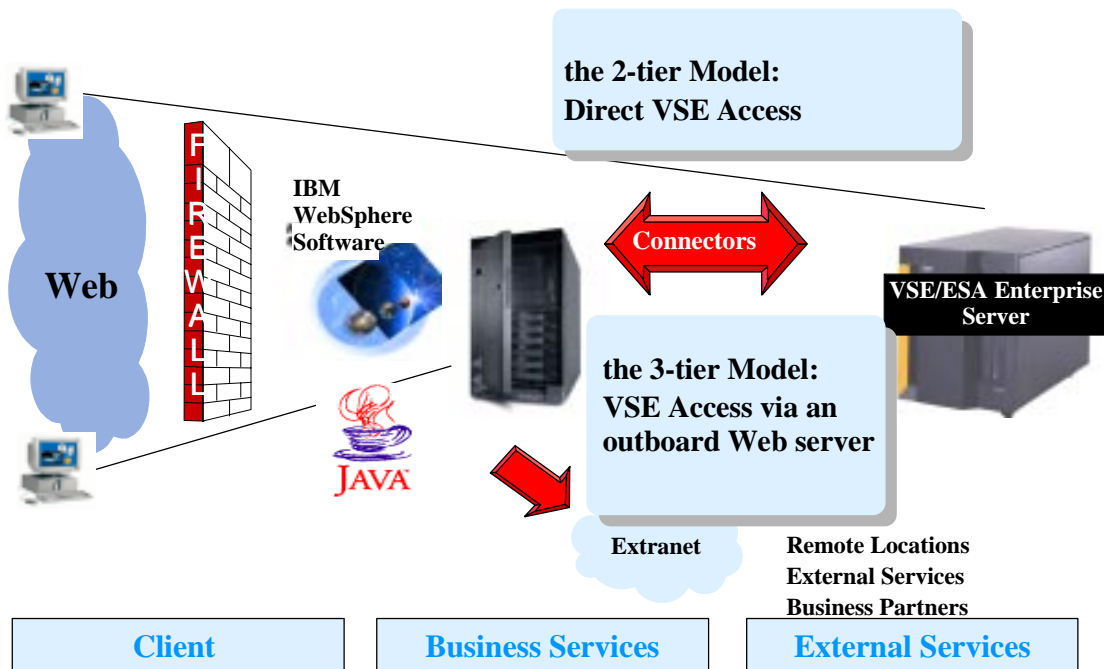 the 2-tier Model:
Direct VSE Access
FIREWALL
IBM
WebSphere
Software
Connectors
Web
VSE/ESA Enterprise
Server
the 3-tier Model:
VSE Access via an
outboard Web server
JAVA™
Extranet
Remote Locations
External Services
Business Partners
Client
Business Services
External Services